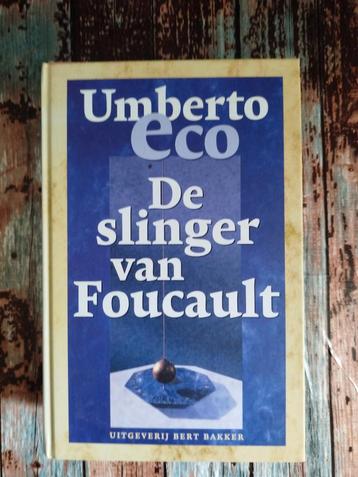 Umberto
eco
De
slinger
van
Foucault
UITGEVERIJ BERT BAKKER